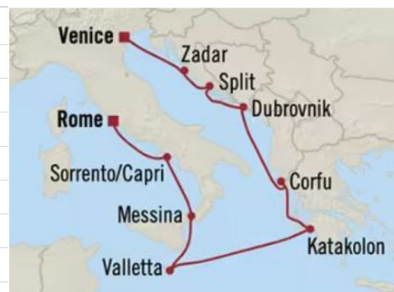 Venice
Zadar
Split
Rome
Dubrovnik
Sorrento/Capri
Corfu
Messina
Katakolon
Valletta